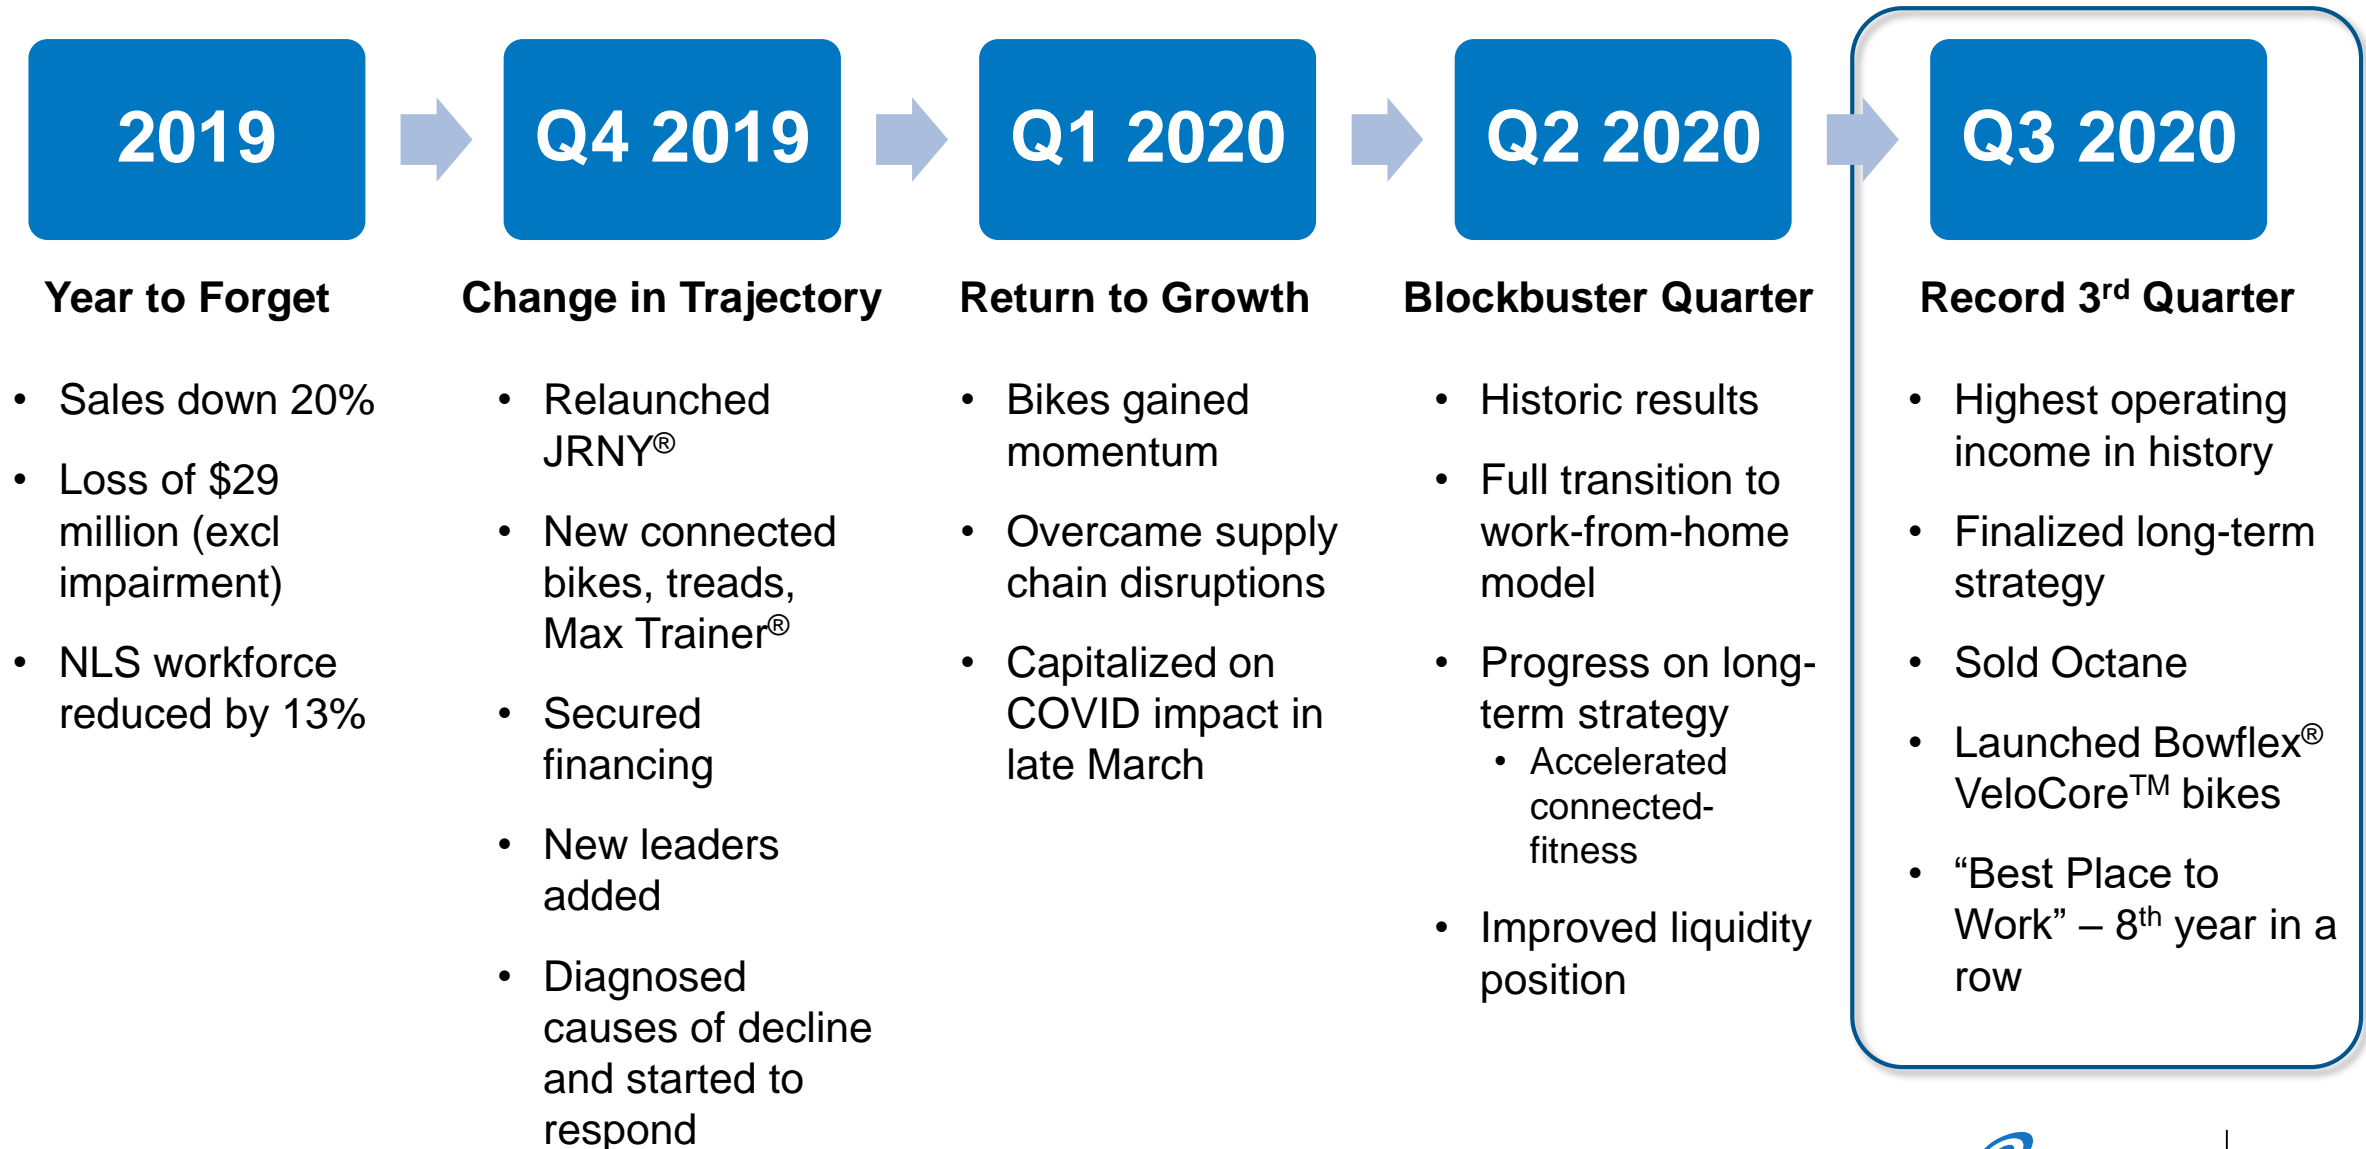 2019
Year to Forget
• Sales down 20%
• Loss of $29
million (excl
impairment)
• NLS workforce
reduced by 13%
Q4 2019
Change in Trajectory
• Relaunched
JRNY®
• New connected
bikes, treads,
Max Trainer®
• Secured
financing
• New leaders
added
• Diagnosed
causes of decline
and started to
respond
Q1 2020
Return to Growth
• Bikes gained
momentum
• Overcame supply
chain disruptions
• Capitalized on
COVID impact in
late March
Q2 2020
Blockbuster Quarter
• Historic results
• Full transition to
work-from-home
model
• Progress on long-
term strategy
• Accelerated
connected-
fitness
• Improved liquidity
position
Q3 2020
Record 3rd Quarter
• Highest operating
income in history
• Finalized long-term
strategy
• Sold Octane
• Launched Bowflex®
VeloCore™ bikes
• “Best Place to
Work” – 8th year in a
row